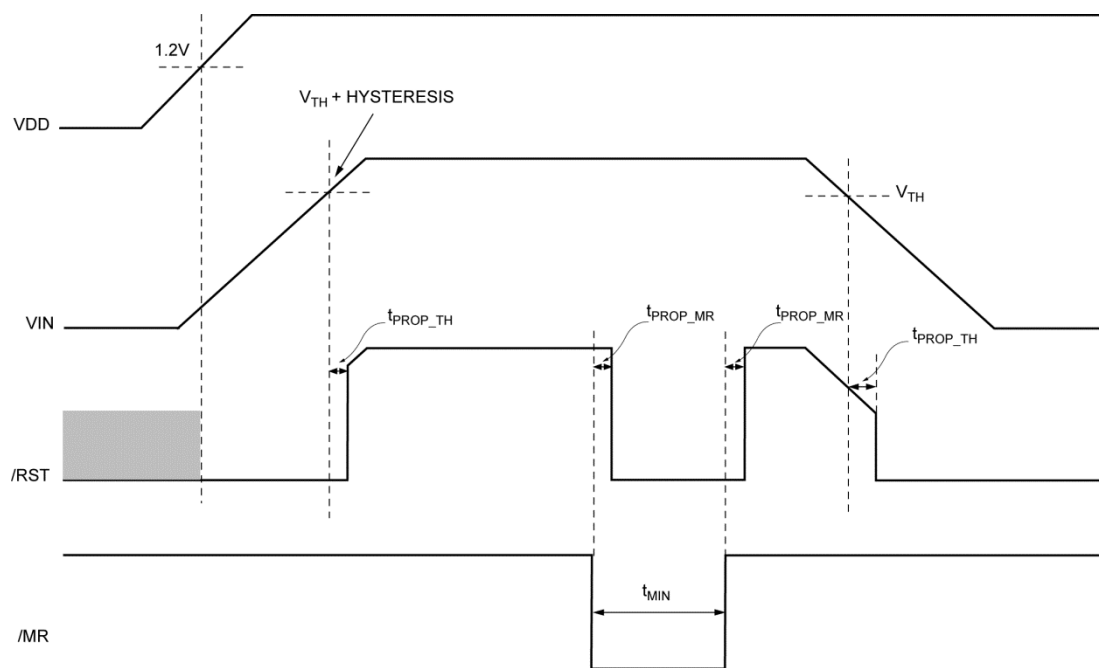 1.2V
V_TH + HYSTERESIS
VDD
V_TH
VIN
t_PROP_TH
t_PROP_MR
t_PROP_MR
t_PROP_TH
/RST
t_MIN
/MR